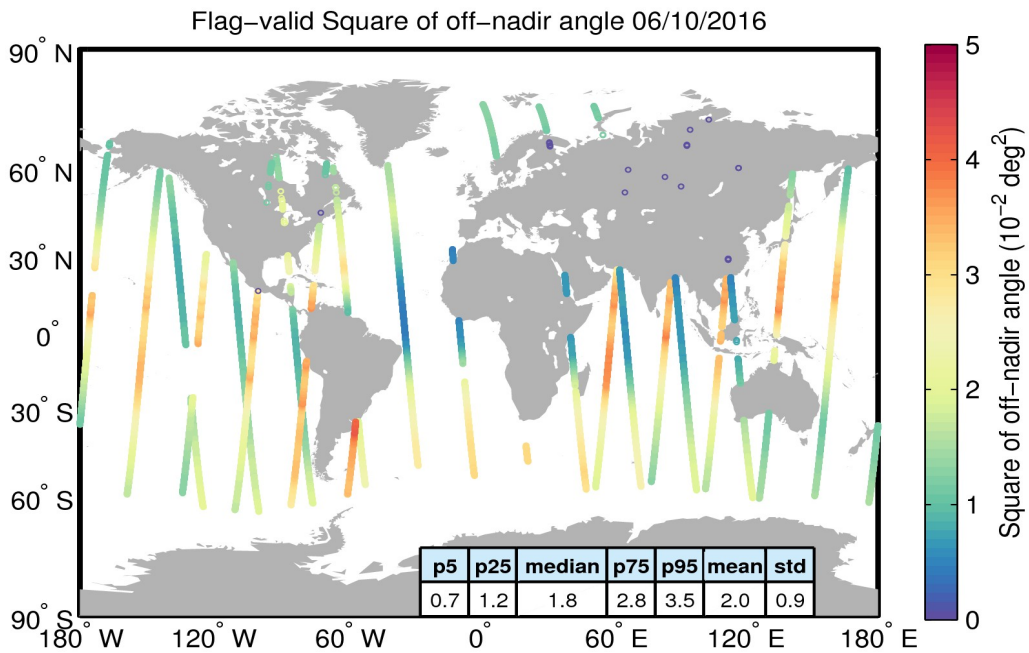 Flag−valid Square of off−nadir angle 06/10/2016
90° N
60° N
30° N
0°
30° S
60° S
90° S
180° W
120° W
60° W
0°
60° E
120° E
180° E
p5 p25 median p75 p95 mean std
0.7 1.2 1.8 2.8 3.5 2.0 0.9
5
4
3
2
1
0
Square of off−nadir angle (10⁻² deg²)